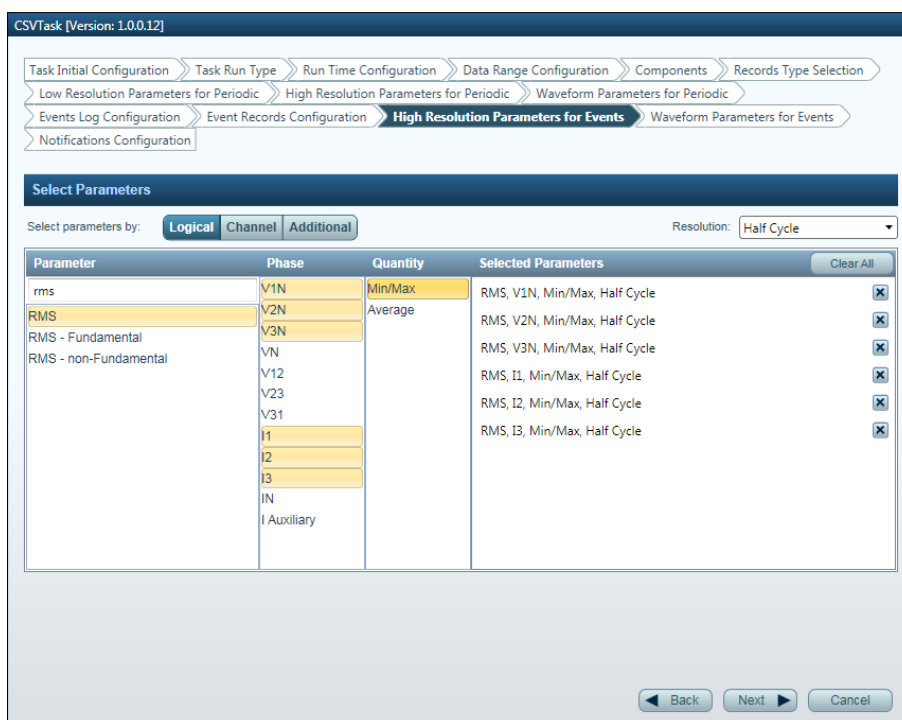 CSVTask [Version: 1.0.0.12]
Task Initial Configuration Task Run Type Run Time Configuration Data Range Configuration Components Records Type Selection
Low Resolution Parameters for Periodic High Resolution Parameters for Periodic Waveform Parameters for Periodic
Events Log Configuration Event Records Configuration High Resolution Parameters for Events Waveform Parameters for Events
Notifications Configuration
Select Parameters
Select parameters by: Logical Channel Additional Resolution: Half Cycle
Parameter Phase Quantity Selected Parameters Clear All
rms
RMS
RMS - Fundamental
RMS - non-Fundamental
V1N
V2N
V3N
VN
V12
V23
V31
I1
I2
I3
IN
I Auxiliary
Min/Max
Average
RMS, V1N, Min/Max, Half Cycle
RMS, V2N, Min/Max, Half Cycle
RMS, V3N, Min/Max, Half Cycle
RMS, I1, Min/Max, Half Cycle
RMS, I2, Min/Max, Half Cycle
RMS, I3, Min/Max, Half Cycle
Back Next Cancel